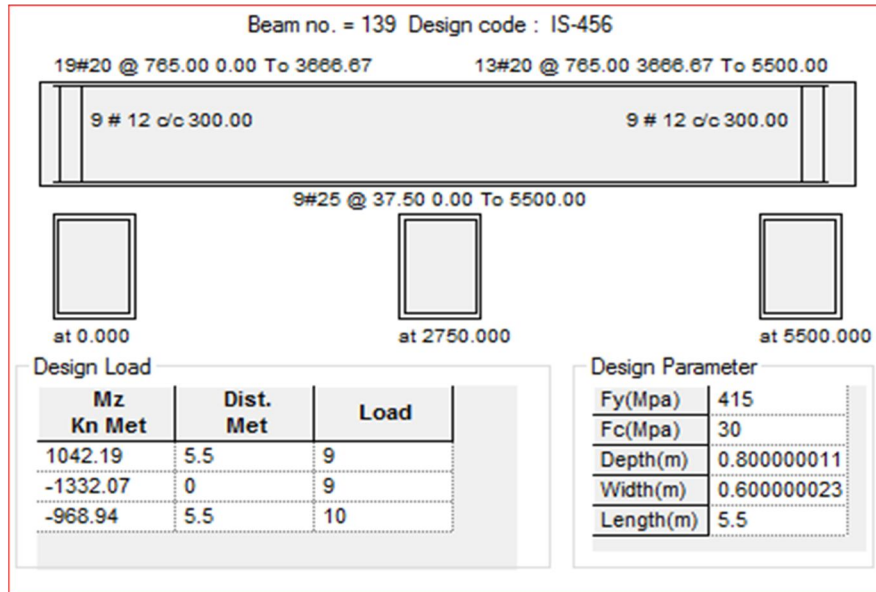 Beam no. = 139 Design code : IS-456
19#20 @ 765.00 0.00 To 3666.67 13#20 @ 765.00 3666.67 To 5500.00
9 # 12 c/c 300.00 9 # 12 c/c 300.00
9#25 @ 37.50 0.00 To 5500.00
at 0.000 at 2750.000 at 5500.000
Design Load
Mz Kn Met Dist. Met Load
1042.19 5.5 9
-1332.07 0 9
-968.94 5.5 10
Design Parameter
Fy(Mpa) 415
Fc(Mpa) 30
Depth(m) 0.800000011
Width(m) 0.600000023
Length(m) 5.5